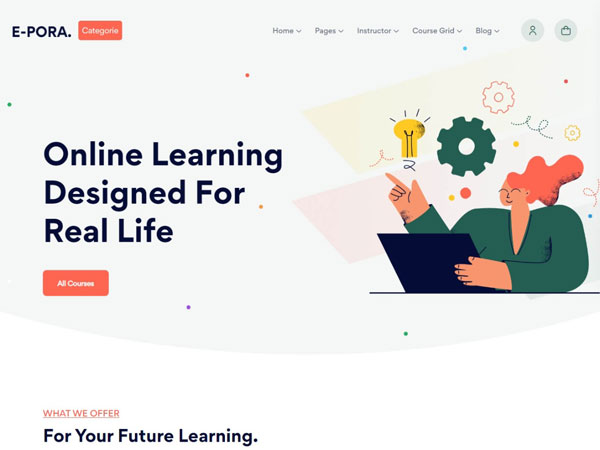 E-PORA.
Categorie
Home
Pages
Instructor
Course Grid
Blog
Online Learning
Designed For
Real Life
All Courses
WHAT WE OFFER
For Your Future Learning.